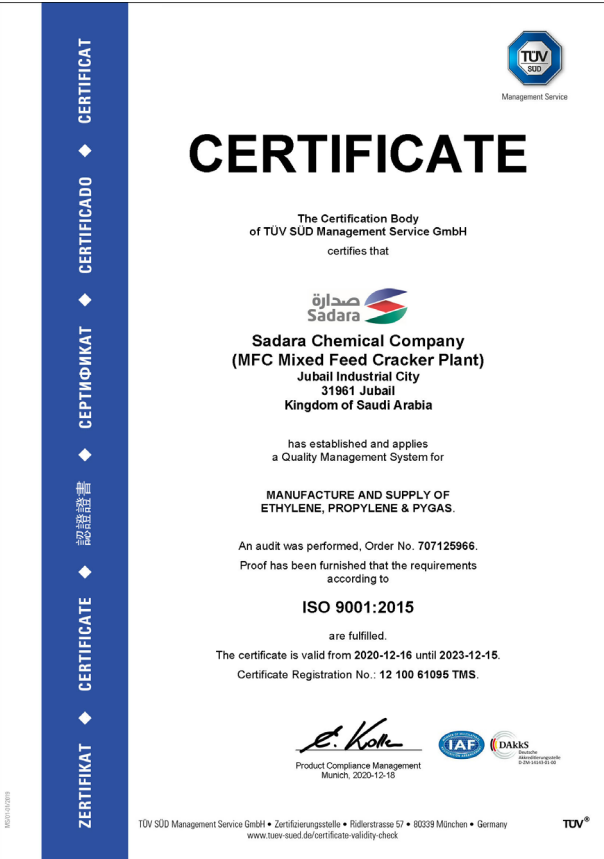 TÜV
SÜD
Management Service
CERTIFICATE
The Certification Body
of TÜV SÜD Management Service GmbH
certifies that
صدارة
Sadara
Sadara Chemical Company
(MFC Mixed Feed Cracker Plant)
Jubail Industrial City
31961 Jubail
Kingdom of Saudi Arabia
has established and applies
a Quality Management System for
MANUFACTURE AND SUPPLY OF
ETHYLENE, PROPYLENE & PYGAS.
An audit was performed, Order No. 707125966.
Proof has been furnished that the requirements
according to
ISO 9001:2015
are fulfilled.
The certificate is valid from 2020-12-16 until 2023-12-15.
Certificate Registration No.: 12 100 61095 TMS.
Product Compliance Management
Munich, 2020-12-18
IAF
DAkkS
Deutsche
Akkreditierungsstelle
D-ZM-14143-01-00
TÜV SÜD Management Service GmbH • Zertifizierungsstelle • Ridlerstrasse 57 • 80339 München • Germany
www.tuev-sued.de/certificate-validity-check
TÜV®
ZERTIFIKAT ◆ CERTIFICATE ◆ 認證證書 ◆ СЕРТИФИКАТ ◆ CERTIFICADO ◆ CERTIFICAT